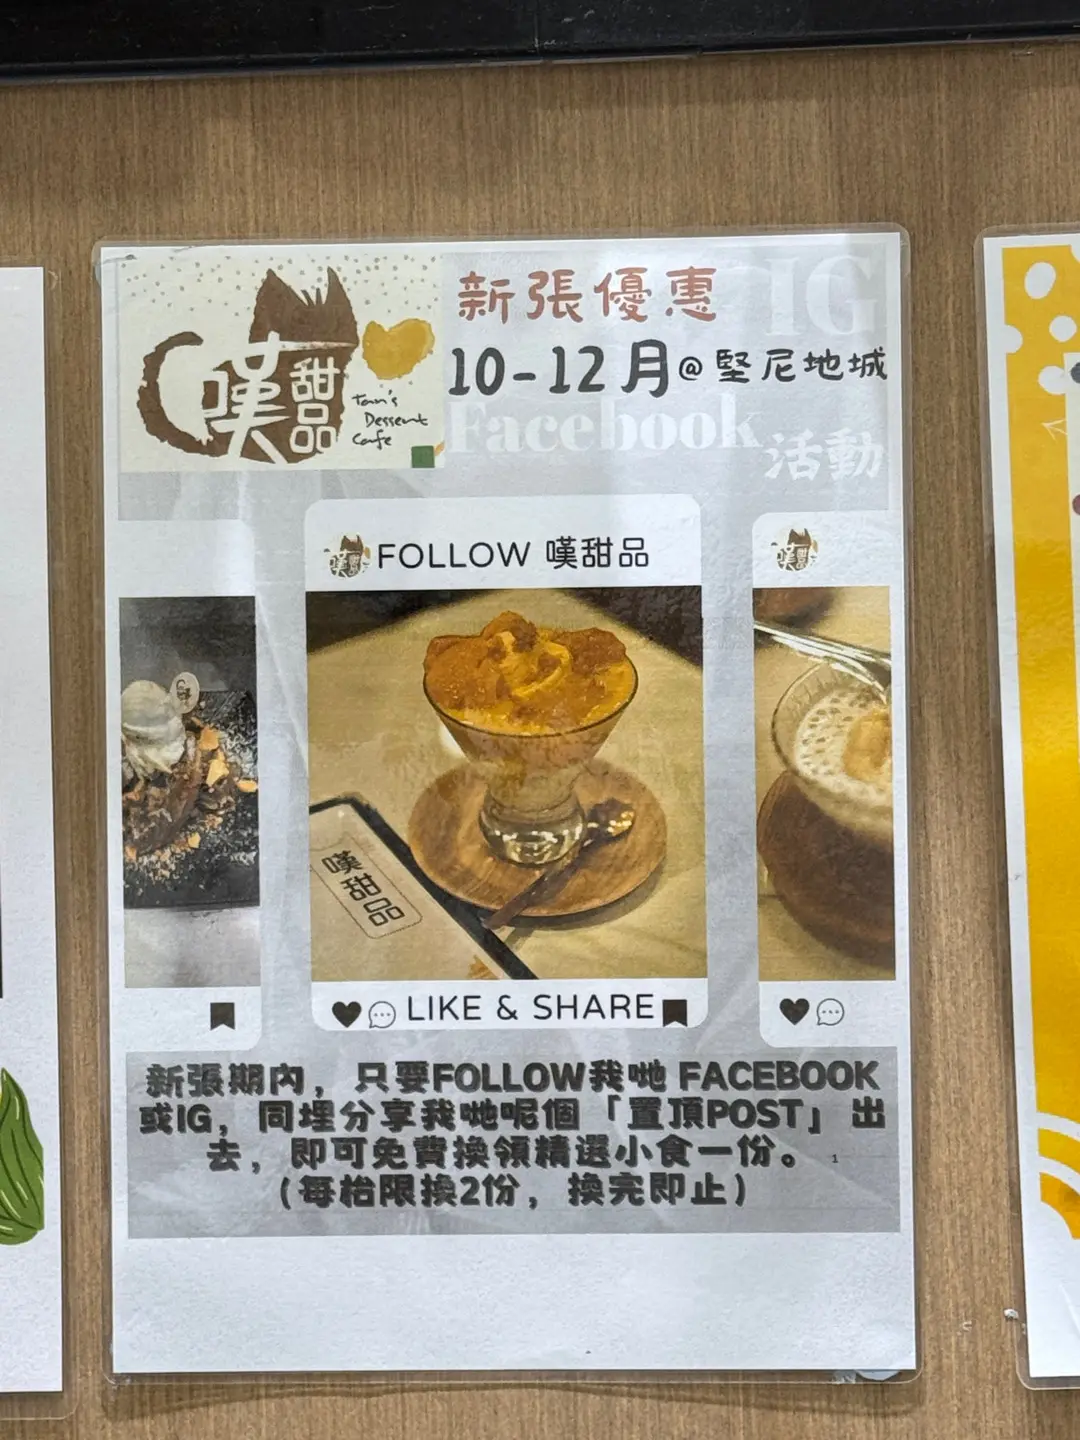 新張優惠
IG
10-12月@堅尼地城
Facebook
活動
嘆甜品
Tan's
Dessert
Cafe
FOLLOW 嘆甜品
嘆甜品
LIKE & SHARE
新張期內，只要FOLLOW我哋 FACEBOOK
或IG，同埋分享我哋呢個「置頂POST」出
去，即可免費換領精選小食一份。
1
（每枱限換2份，換完即止）